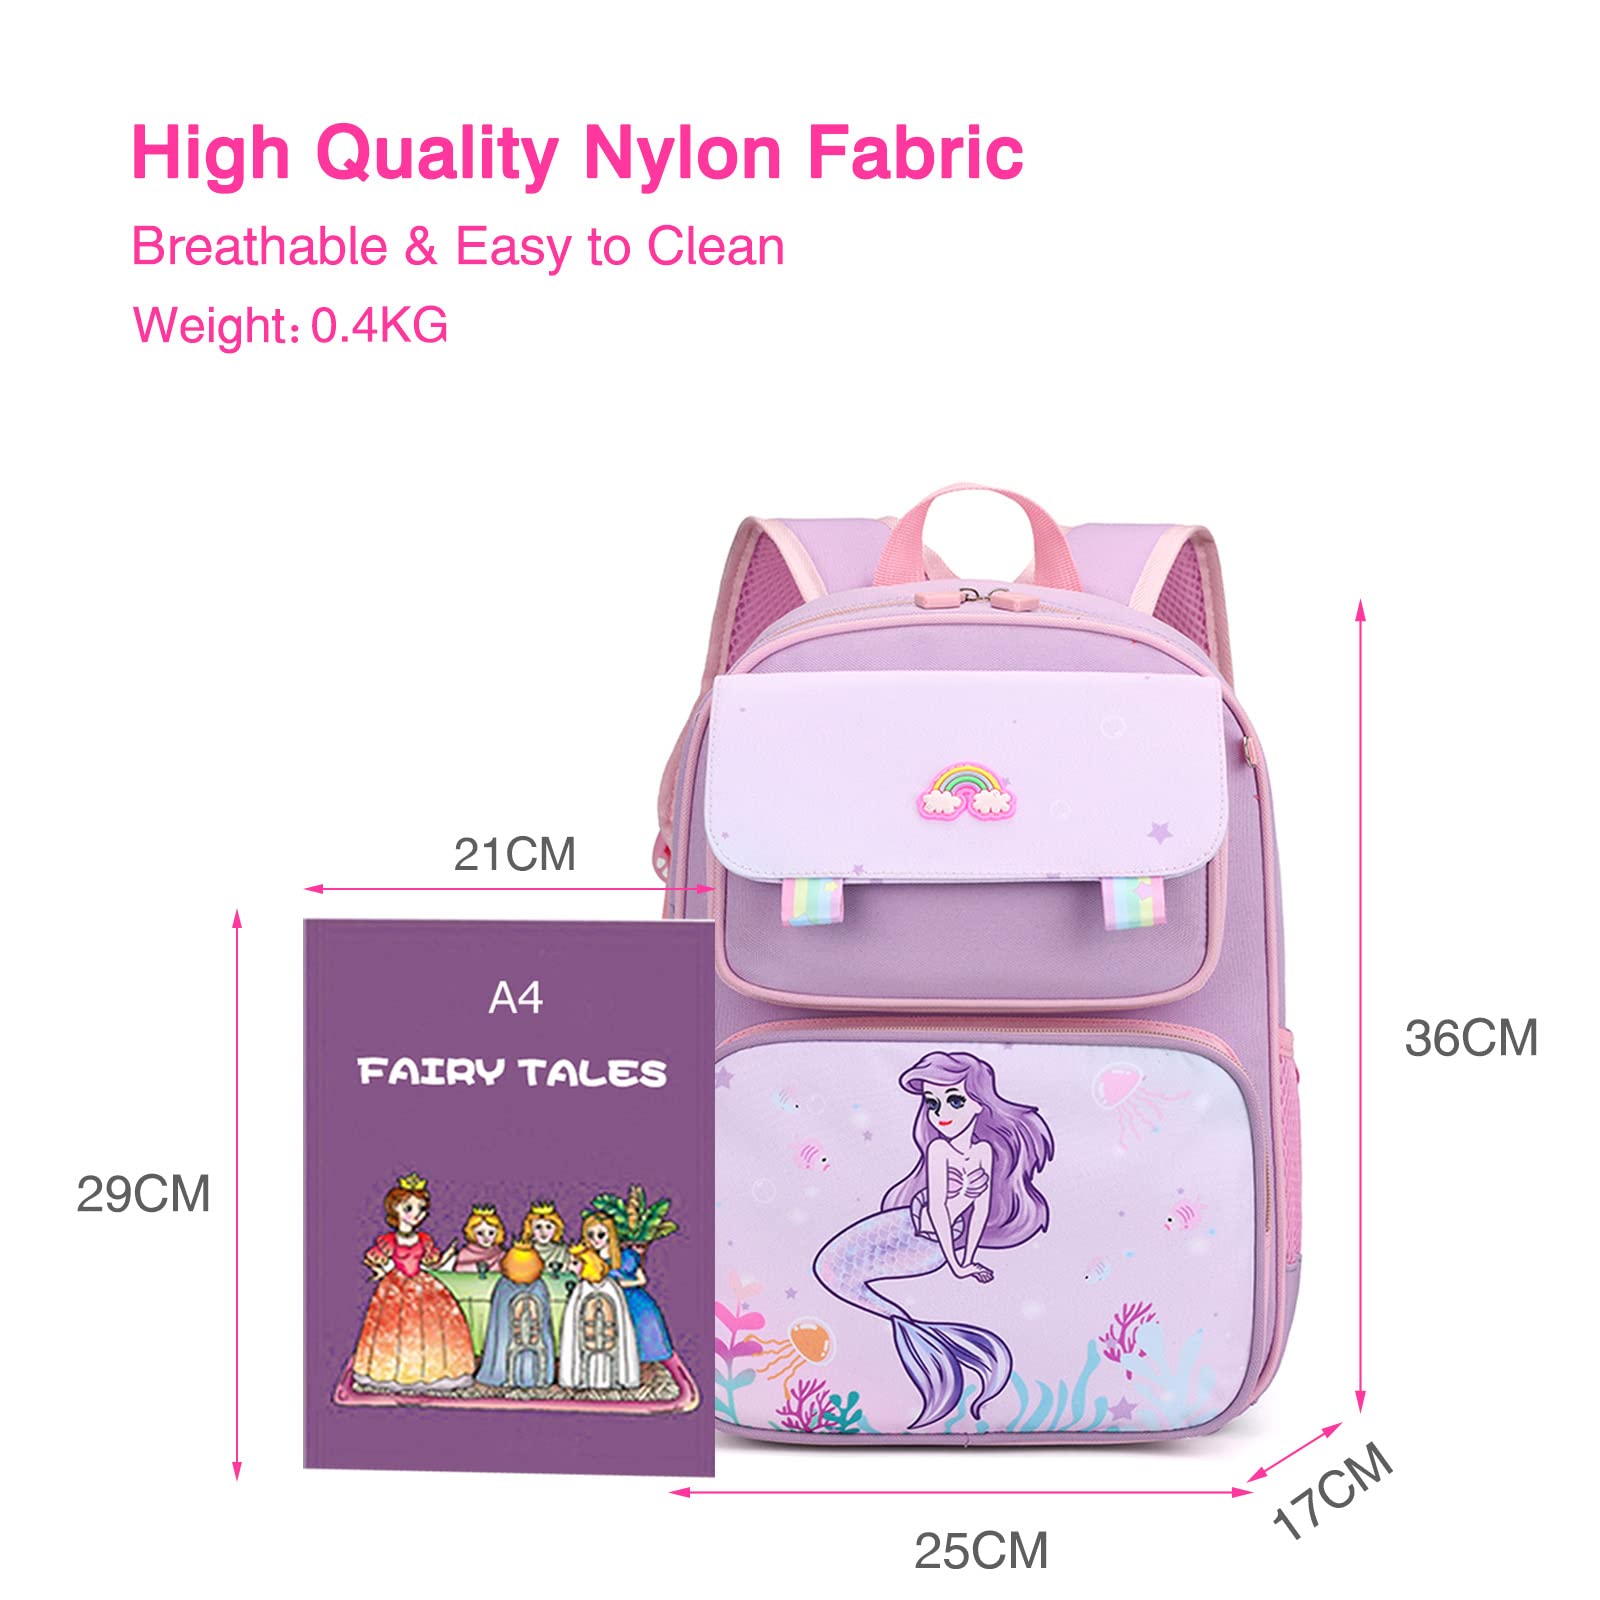 High Quality Nylon Fabric
Breathable & Easy to Clean
Weight: 0.4KG
21CM
A4
FAIRY TALES
29CM
36CM
17CM
25CM